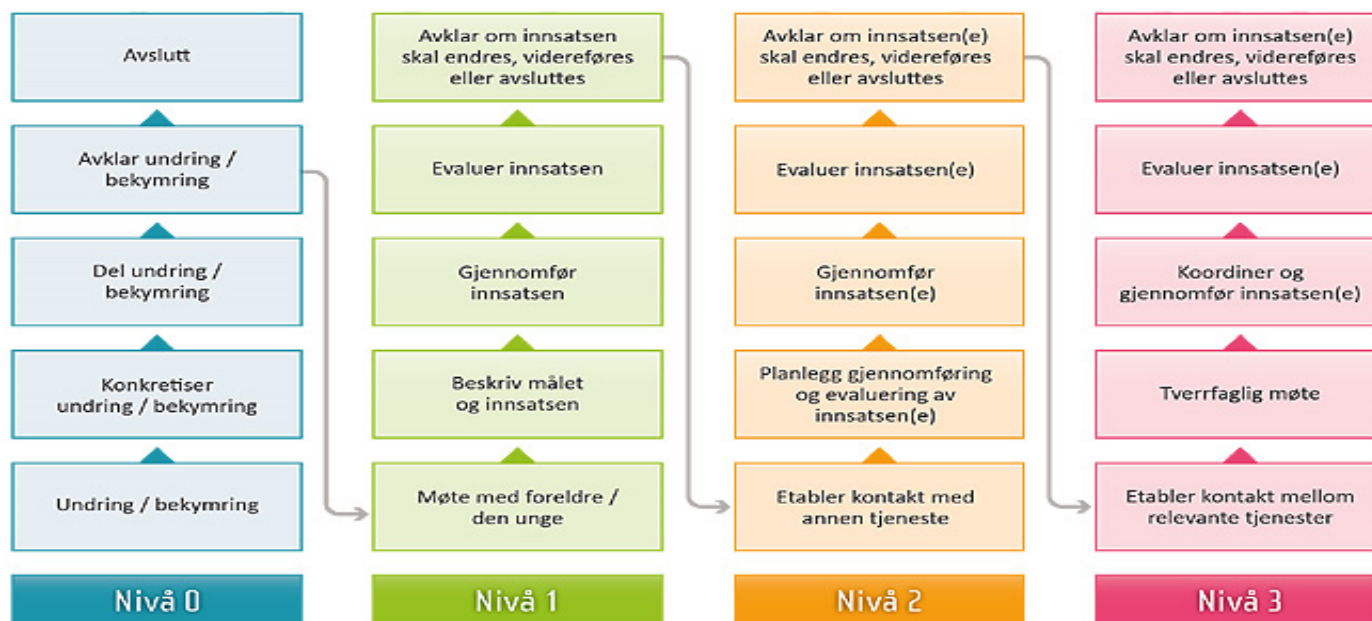 Avslutt
Avklar undring /
bekymring
Del undring /
bekymring
Konkretiser
undring / bekymring
Undring / bekymring
Nivå 0
Avklar om innsatsen
skal endres, videreføres
eller avsluttes
Evaluer innsatsen
Gjennomfør
innsatsen
Beskriv målet
og innsatsen
Møte med foreldre /
den unge
Nivå 1
Avklar om innsatsen(e)
skal endres, videreføres
eller avsluttes
Evaluer innsatsen(e)
Gjennomfør
innsatsen(e)
Planlegg gjennomføring
og evaluering av
innsatsen(e)
Etabler kontakt med
annen tjeneste
Nivå 2
Avklar om innsatsen(e)
skal endres, videreføres
eller avsluttes
Evaluer innsatsen(e)
Koordiner og
gjennomfør innsatsen(e)
Tverrfaglig møte
Etabler kontakt mellom
relevante tjenester
Nivå 3